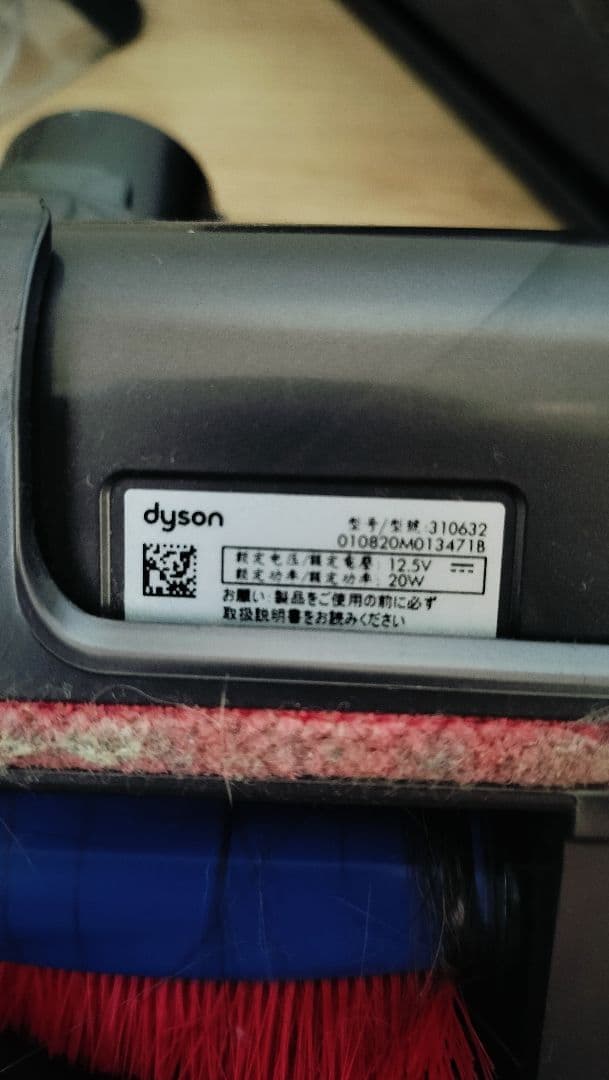 dyson
型号/型號:310632
010820M013471B
额定电压/額定電壓: 12.5V ⎓
额定功率/額定功率: 20W
お願い:製品をご使用の前に必ず
取扱説明書をお読みください